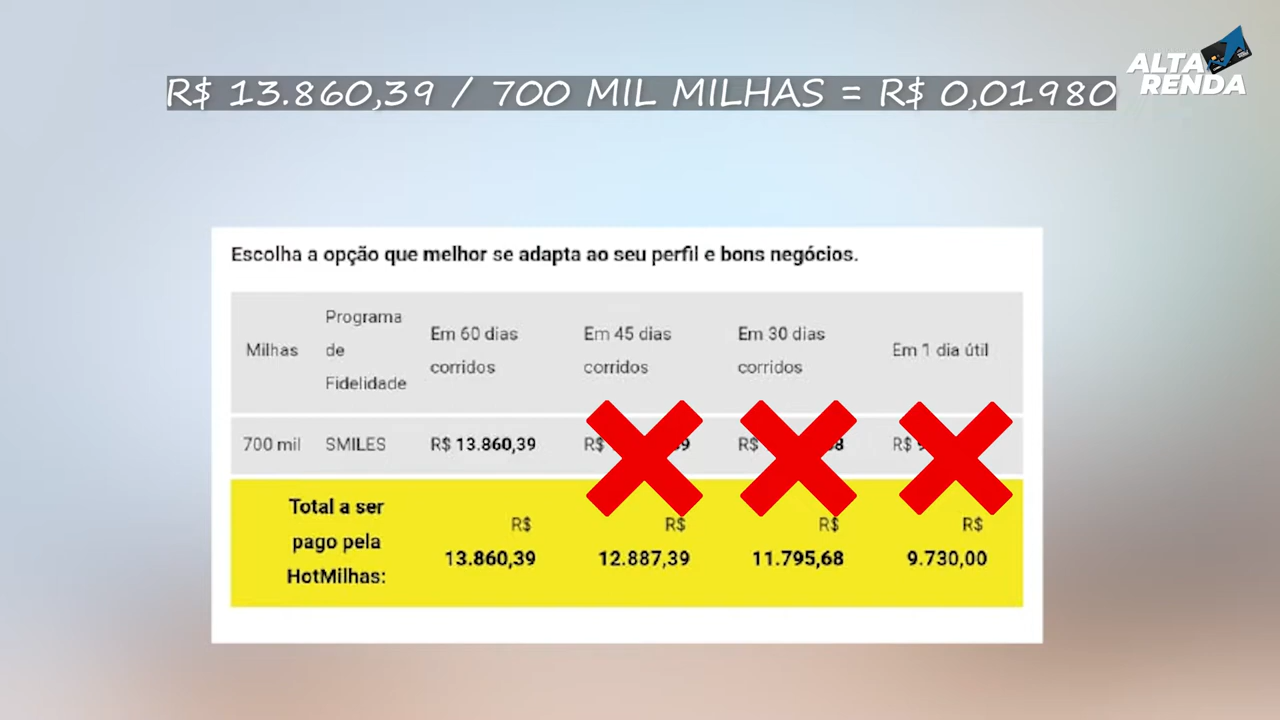 ALTA
RENDA
R$ 13.860,39 / 700 MIL MILHAS = R$ 0,01980
Escolha a opção que melhor se adapta ao seu perfil e bons negócios.
Milhas
Programa
de
Fidelidade
Em 60 dias
corridos
Em 45 dias
corridos
Em 30 dias
corridos
Em 1 dia útil
700 mil
SMILES
R$ 13.860,39
R$
R$
R$
Total a ser
pago pela
HotMilhas:
R$
13.860,39
R$
12.887,39
R$
11.795,68
R$
9.730,00